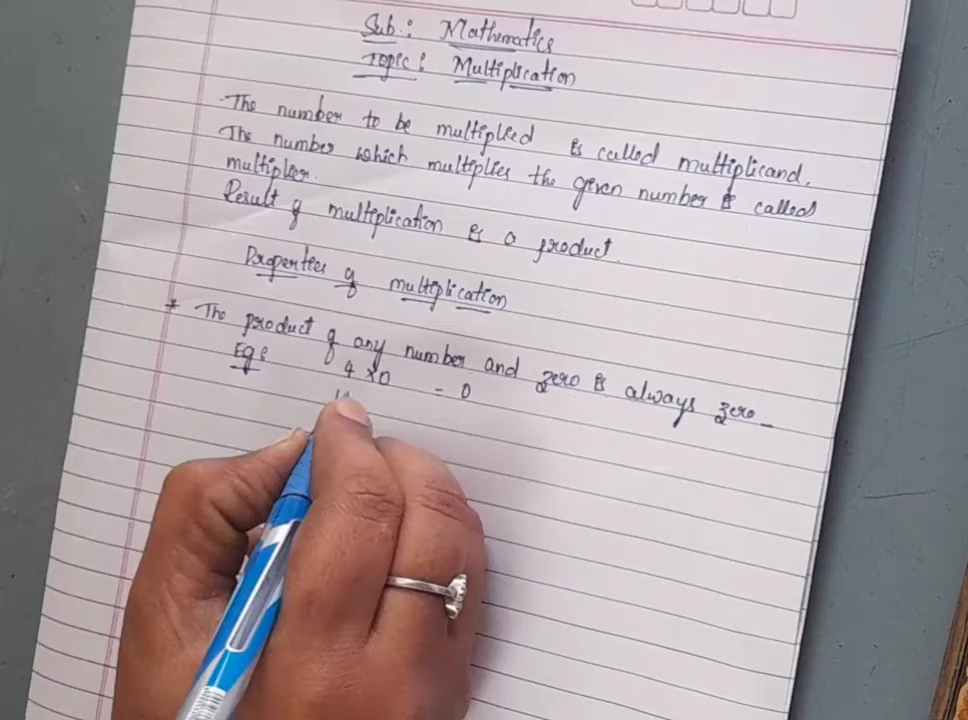 Sub: Mathematics
Topic: Multiplication
The number to be multiplied is called multiplicand.
The number which multiplies the given number is called
multiplier.
Result of multiplication is a product.
Properties of multiplication
* The product of any number and zero is always zero
Eg: 4 x 0 = 0